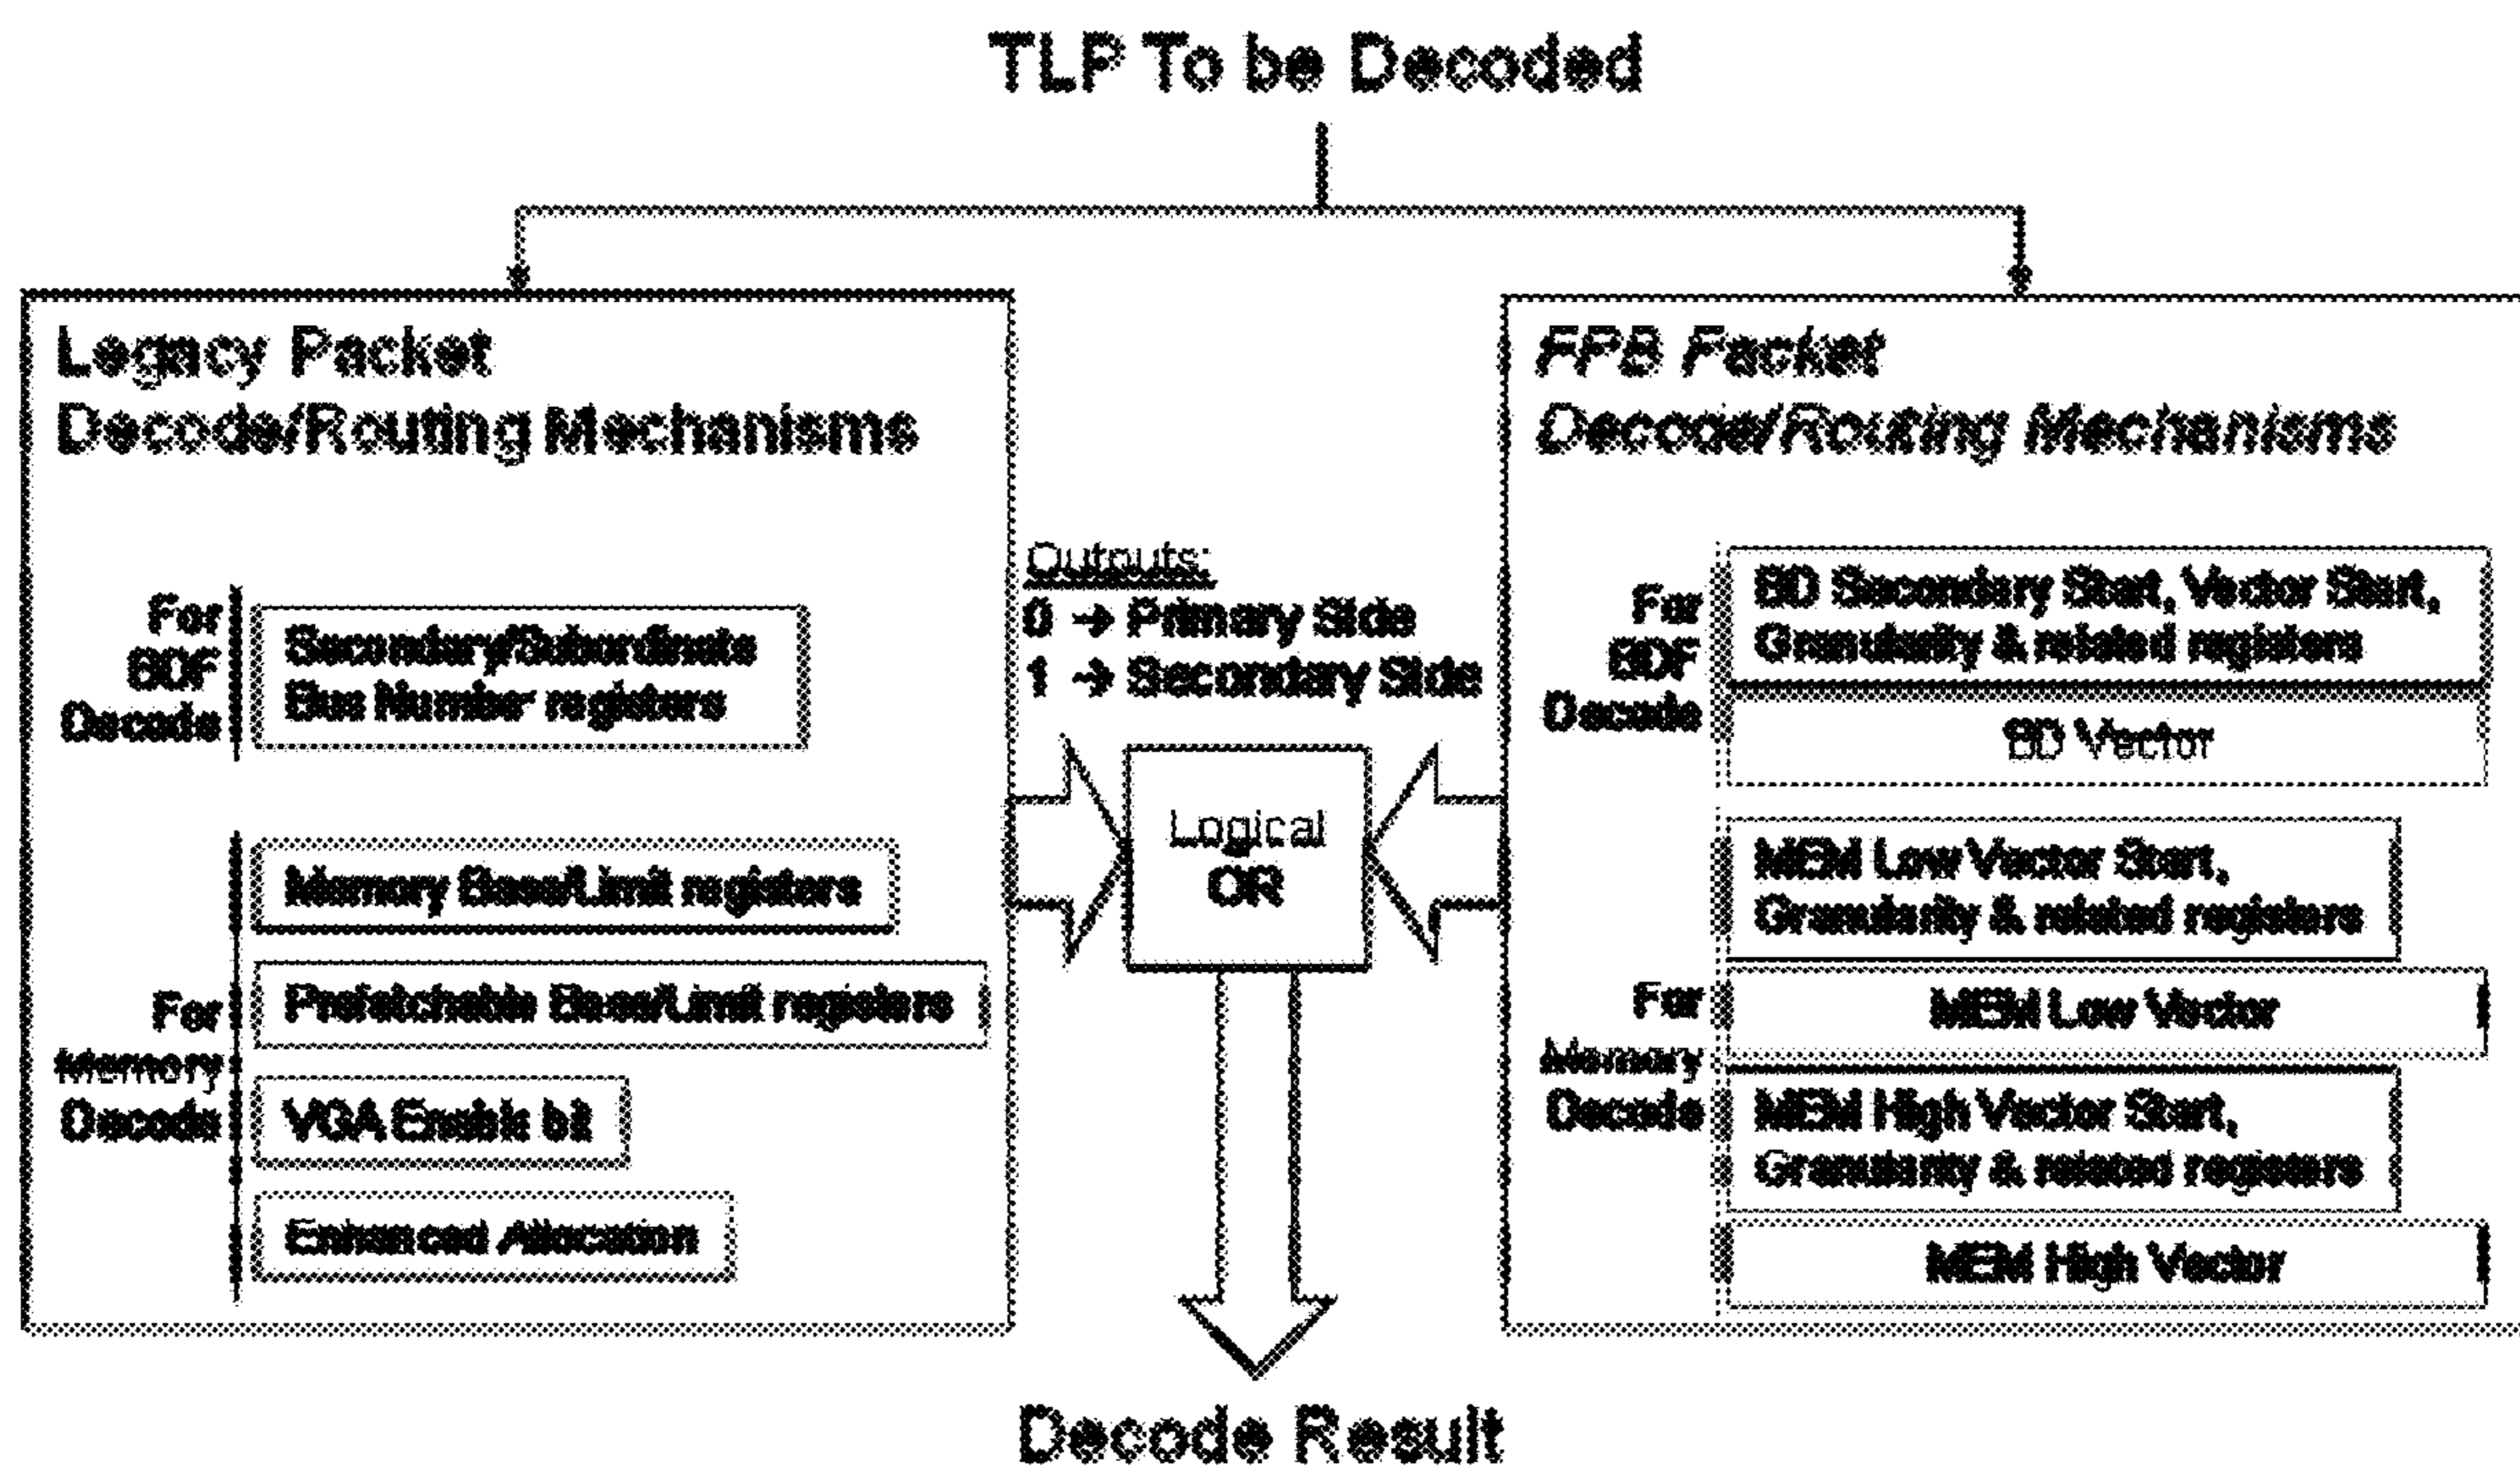 TLP To be Decoded
Legacy Packet
Decode/Routing Mechanisms
For
BDF
Decode
Secondary/Subordinate
Bus Number registers
For
Memory
Decode
Memory Base/Limit registers
Prefetchable Base/Limit registers
VGA Enable bit
Enhanced Allocation
Outputs:
0 → Primary Side
1 → Secondary Side
Logical
OR
FPB Packet
Decode/Routing Mechanisms
For
BDF
Decode
BD Secondary Start, Vector Start,
Granularity & related registers
BD Vector
For
Memory
Decode
MEM Low Vector Start,
Granularity & related registers
MEM Low Vector
MEM High Vector Start,
Granularity & related registers
MEM High Vector
Decode Result